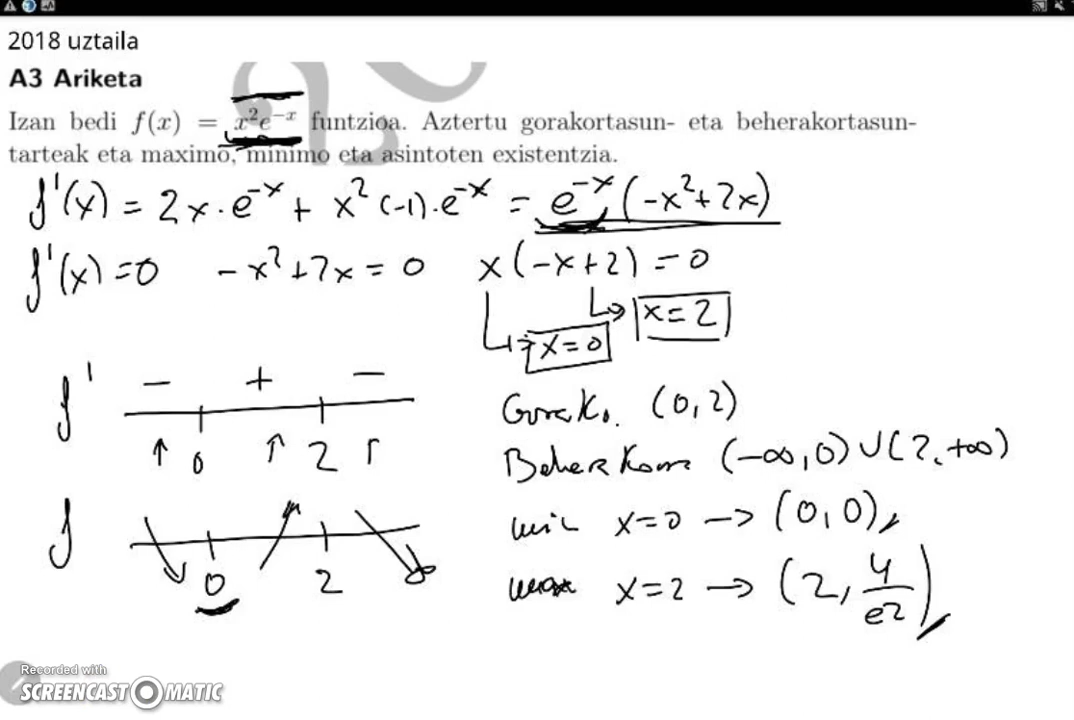 2018 uztaila
A3 Ariketa
Izan bedi f(x) = x²e⁻ˣ funtzioa. Aztertu gorakortasun- eta beherakortasun-
tarteak eta maximo, minimo eta asintoten existentzia.
f'(x) = 2x·e⁻ˣ + x²(-1)·e⁻ˣ = e⁻ˣ(-x²+2x)
f'(x)=0 -x²+2x=0 x(-x+2)=0
x=2
x=0
f' - + -
0 2
Gorak. (0,2)
Beherakorr (-∞,0)∪(2,+∞)
f
0 2
min x=0 → (0,0)
max x=2 → (2, 4/e²)
Recorded with
SCREENCAST MATIC